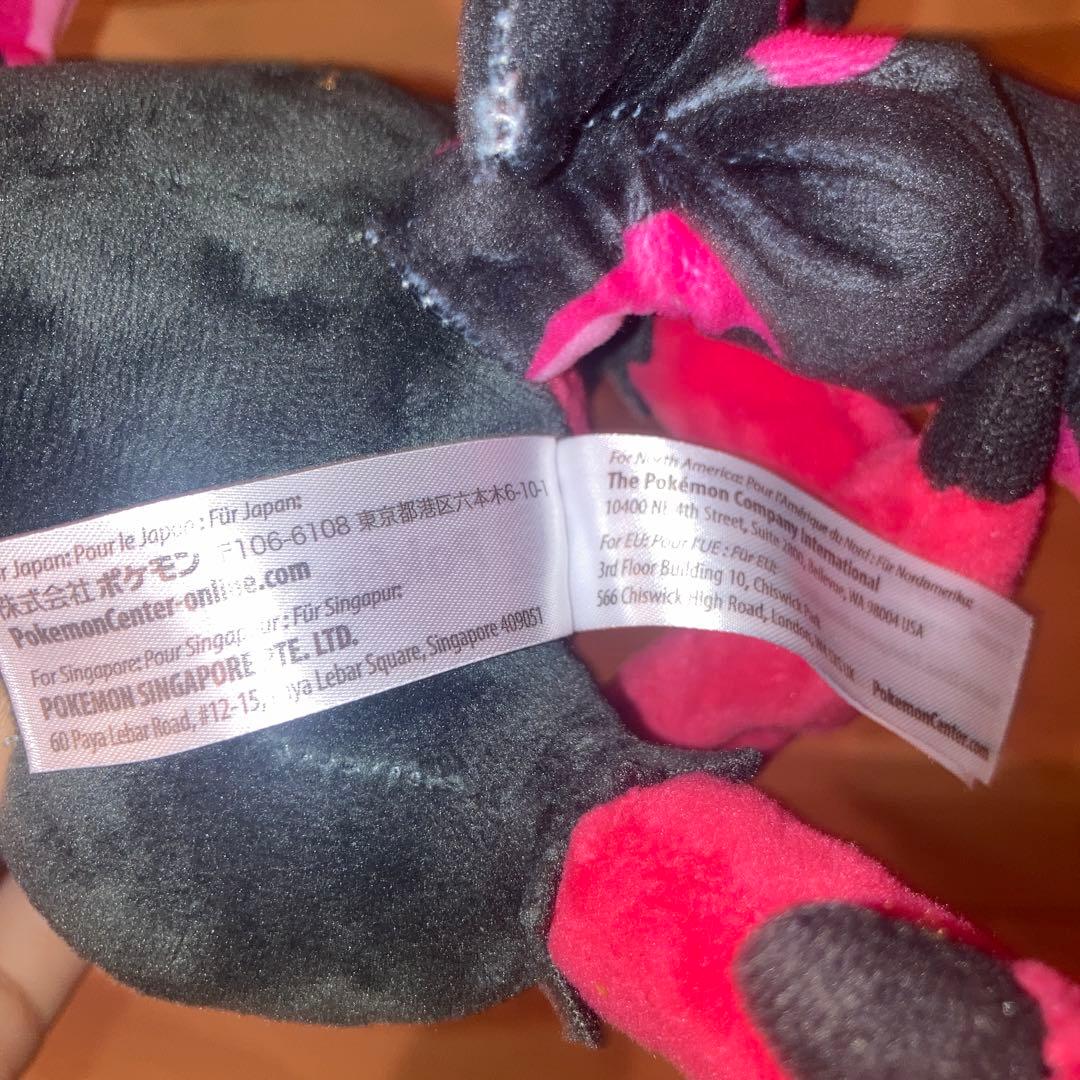 Japan: Pour le Japon : Für Japan:
株式会社ポケモン 〒106-6108 東京都港区六本木6-10-1
PokemonCenter-online.com
For Singapore: Pour Singapour : Für Singapur:
POKEMON SINGAPORE PTE. LTD.
60 Paya Lebar Road, #12-15, Paya Lebar Square, Singapore 409051
For North America: Pour l'Amérique du Nord : Für Nordamerika:
The Pokémon Company International
10400 NE 4th Street, Suite 2800, Bellevue, WA 98004 USA
For EU: Pour l'UE : Für EU:
3rd Floor Building 10, Chiswick Park
566 Chiswick High Road, London, UK
PokemonCenter.com